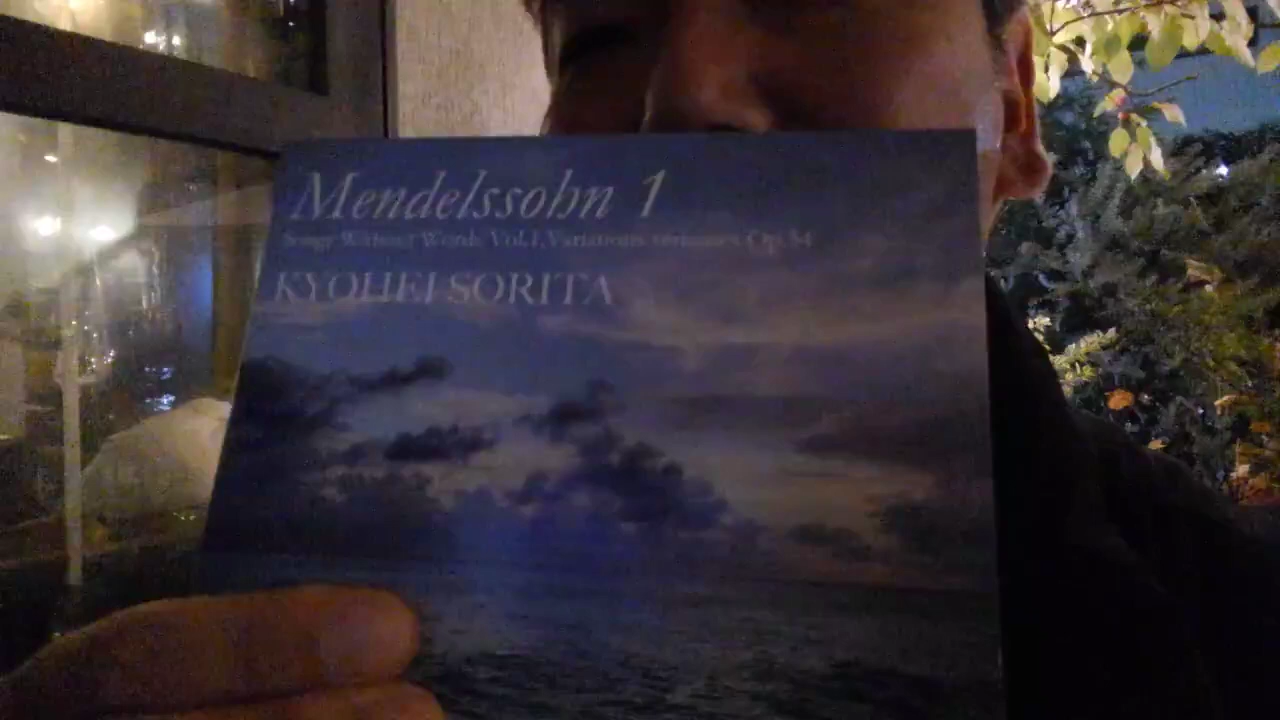 Mendelssohn 1
Songs Without Words Vol.1, Variations sérieuses Op.54
KYOHEI SORITA